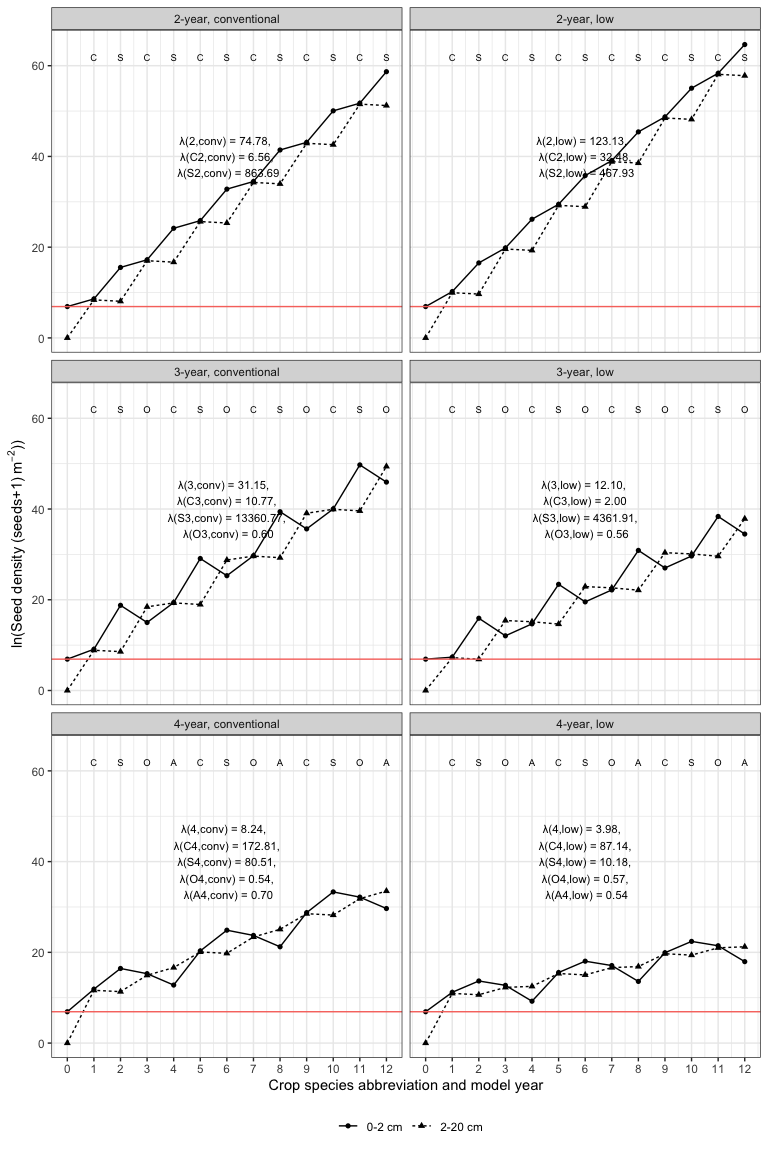 2-year, conventional
2-year, low
C S C S C S C S C S C S
C S C S C S C S C S C S
λ(2,conv) = 74.78,
λ(C2,conv) = 6.56,
λ(S2,conv) = 863.69
λ(2,low) = 123.13,
λ(C2,low) = 32.48,
λ(S2,low) = 467.93
60
40
20
0
3-year, conventional
3-year, low
C S O C S O C S O C S O
C S O C S O C S O C S O
λ(3,conv) = 31.15,
λ(C3,conv) = 10.77,
λ(S3,conv) = 13360.77,
λ(O3,conv) = 0.60
λ(3,low) = 12.10,
λ(C3,low) = 2.00
λ(S3,low) = 4361.91,
λ(O3,low) = 0.56
60
40
20
0
ln(Seed density (seeds+1) m⁻²))
4-year, conventional
4-year, low
C S O A C S O A C S O A
C S O A C S O A C S O A
λ(4,conv) = 8.24,
λ(C4,conv) = 172.81,
λ(S4,conv) = 80.51,
λ(O4,conv) = 0.54,
λ(A4,conv) = 0.70
λ(4,low) = 3.98,
λ(C4,low) = 87.14,
λ(S4,low) = 10.18,
λ(O4,low) = 0.57,
λ(A4,low) = 0.54
60
40
20
0
0 1 2 3 4 5 6 7 8 9 10 11 12
0 1 2 3 4 5 6 7 8 9 10 11 12
Crop species abbreviation and model year
0-2 cm 2-20 cm